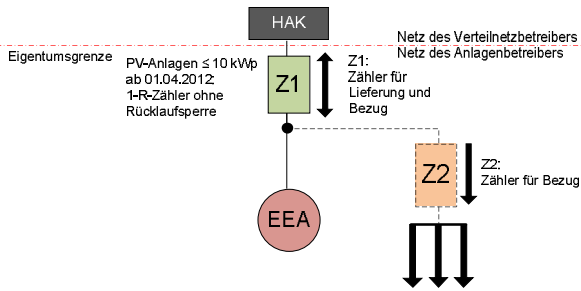 HAK
Netz des Verteilnetzbetreibers
Eigentumsgrenze
Netz des Anlagenbetreibers
PV-Anlagen ≤ 10 kWp
ab 01.04.2012;
1-R-Zähler ohne
Rücklaufsperre
Z1
Z1:
Zähler für
Lieferung und
Bezug
Z2
Z2:
Zähler für Bezug
EEA